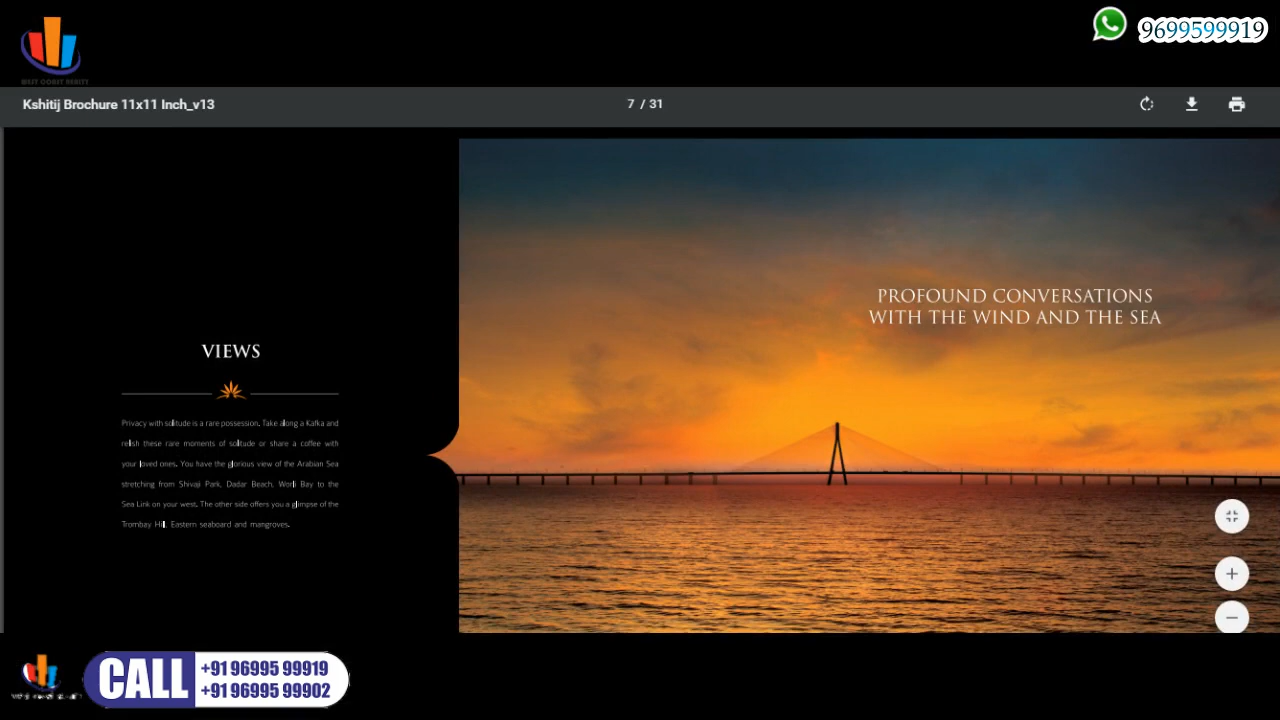 9699599919
WEST COAST REALTY
Kshitij Brochure 11x11 Inch_v13
7 / 31
PROFOUND CONVERSATIONS
WITH THE WIND AND THE SEA
VIEWS
Privacy with solitude is a rare possession. Take along a Kafka and
relish these rare moments of solitude or share a coffee with
your loved ones. You have the glorious view of the Arabian Sea
stretching from Shivaji Park, Dadar Beach, Worli Bay to the
Sea Link on your west. The other side offers you a glimpse of the
Trombay Hill, Eastern seaboard and mangroves.
CALL
+91 96995 99919
+91 96995 99902